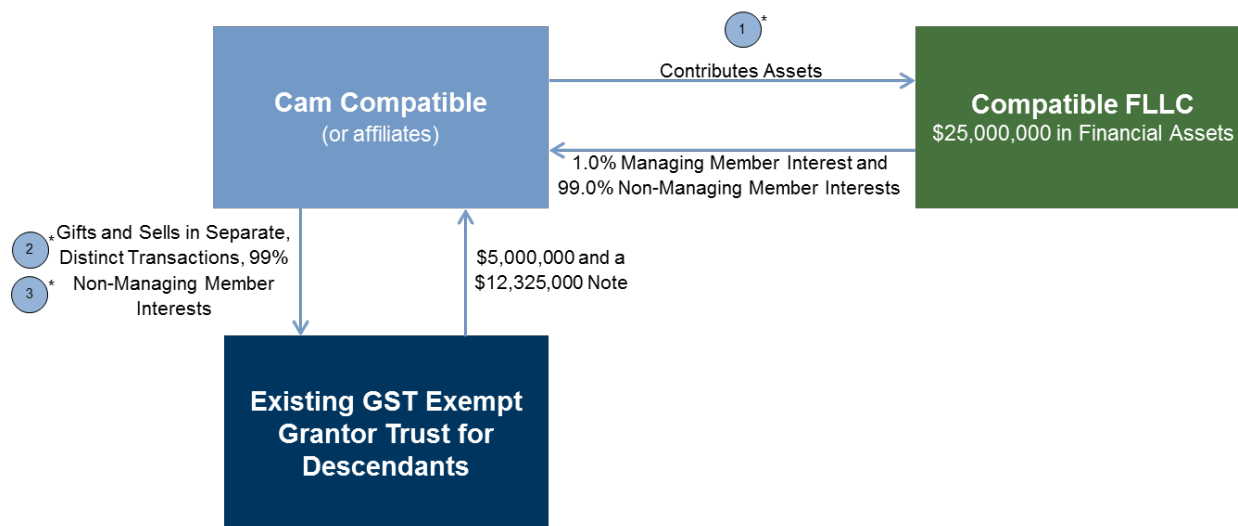 1
*
Contributes Assets
Cam Compatible
(or affiliates)
Compatible FLLC
$25,000,000 in Financial Assets
1.0% Managing Member Interest and
99.0% Non-Managing Member Interests
2
*
3
*
Gifts and Sells in Separate,
Distinct Transactions, 99%
Non-Managing Member
Interests
$5,000,000 and a
$12,325,000 Note
Existing GST Exempt
Grantor Trust for
Descendants